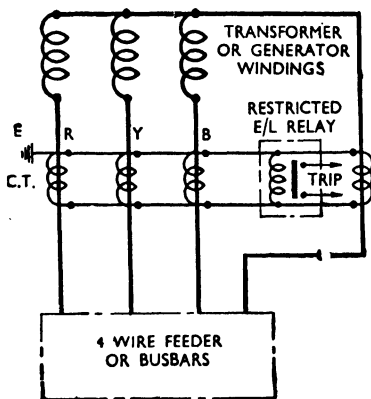 TRANSFORMER
OR GENERATOR
WINDINGS
RESTRICTED
E/L RELAY
E
R
Y
B
C.T.
TRIP
4 WIRE FEEDER
OR BUSBARS